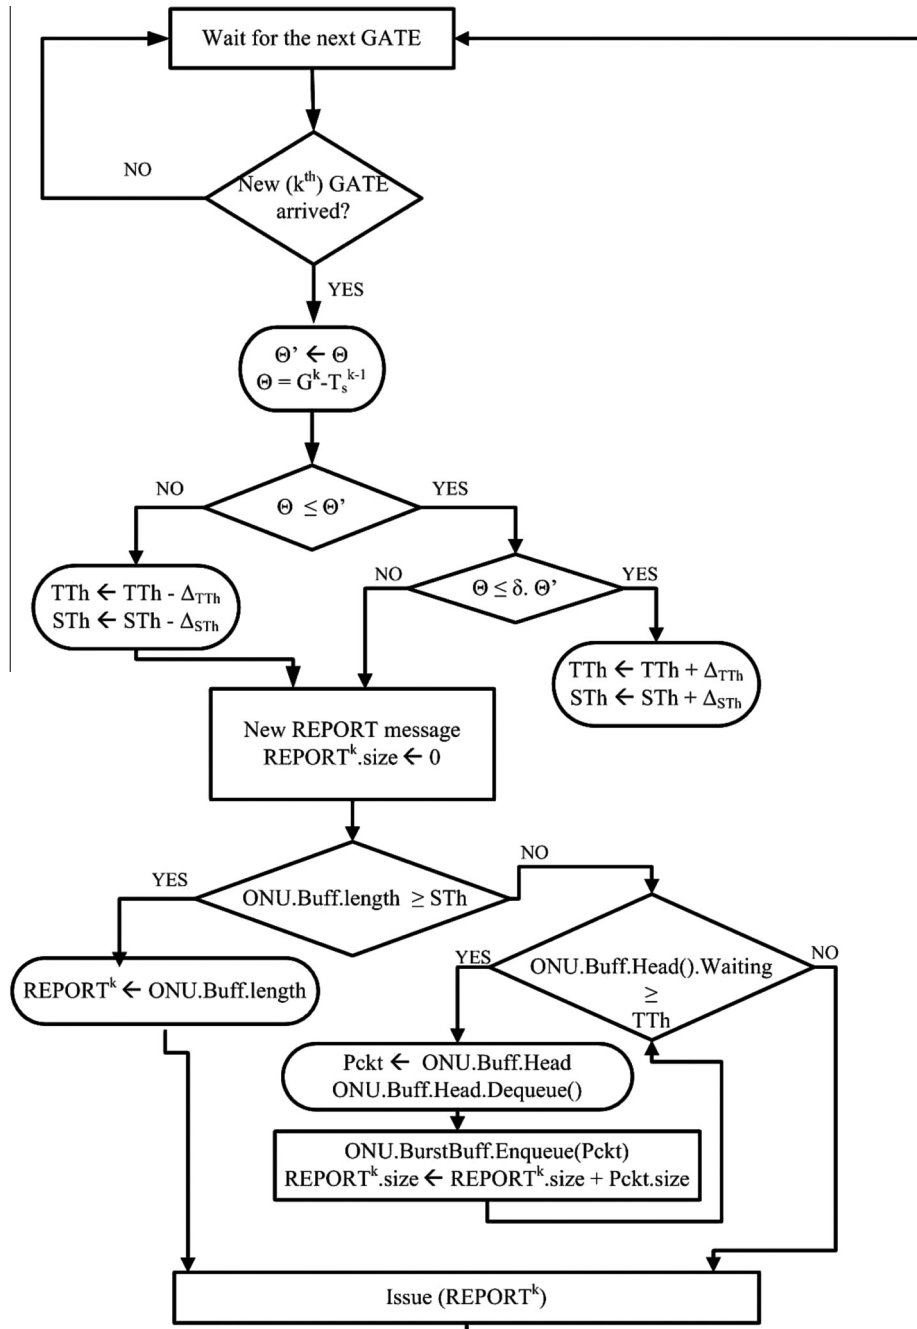 Wait for the next GATE
NO
New (kth) GATE
arrived?
YES
Θ’ ← Θ
Θ = G^k-T_s^k-1
NO
YES
Θ ≤ Θ’
NO
Θ ≤ δ. Θ’
YES
TTh ← TTh - Δ_TTh
STh ← STh - Δ_STh
TTh ← TTh + Δ_TTh
STh ← STh + Δ_STh
New REPORT message
REPORT^k.size ← 0
NO
YES
ONU.Buff.length ≥ STh
YES
NO
ONU.Buff.Head().Waiting
≥
TTh
REPORT^k ← ONU.Buff.length
Pckt ← ONU.Buff.Head
ONU.Buff.Head.Dequeue()
ONU.BurstBuff.Enqueue(Pckt)
REPORT^k.size ← REPORT^k.size + Pckt.size
Issue (REPORT^k)